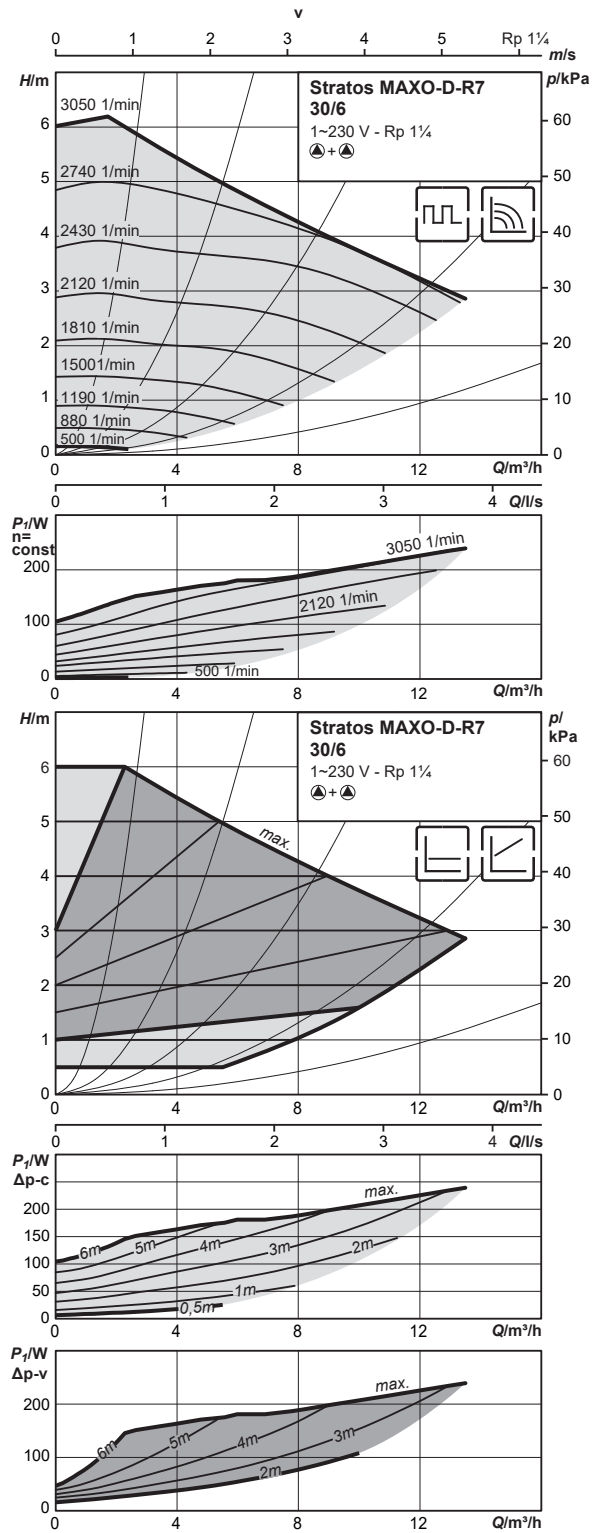 v
0 1 2 3 4 5 Rp 1¼
m/s
H/m p/kPa
Stratos MAXO-D-R7
30/6
1~230 V - Rp 1¼
+
3050 1/min
2740 1/min
2430 1/min
2120 1/min
1810 1/min
15001/min
1190 1/min
880 1/min
500 1/min
6
5
4
3
2
1
0
60
50
40
30
20
10
0
0 4 8 12 Q/m³/h
0 1 2 3 4 Q/l/s
P₁/W
n=
const
200
100
0
3050 1/min
2120 1/min
500 1/min
0 4 8 12 Q/m³/h
H/m p/
kPa
Stratos MAXO-D-R7
30/6
1~230 V - Rp 1¼
+
max.
6
5
4
3
2
1
0
60
50
40
30
20
10
0
0 4 8 12 Q/m³/h
0 1 2 3 4 Q/l/s
P₁/W
Δp-c
200
150
100
50
0
max.
6m 5m 4m 3m 2m
1m
0,5m
0 4 8 12 Q/m³/h
P₁/W
Δp-v
200
100
0
max.
6m 5m 4m 3m
2m
0 4 8 12 Q/m³/h